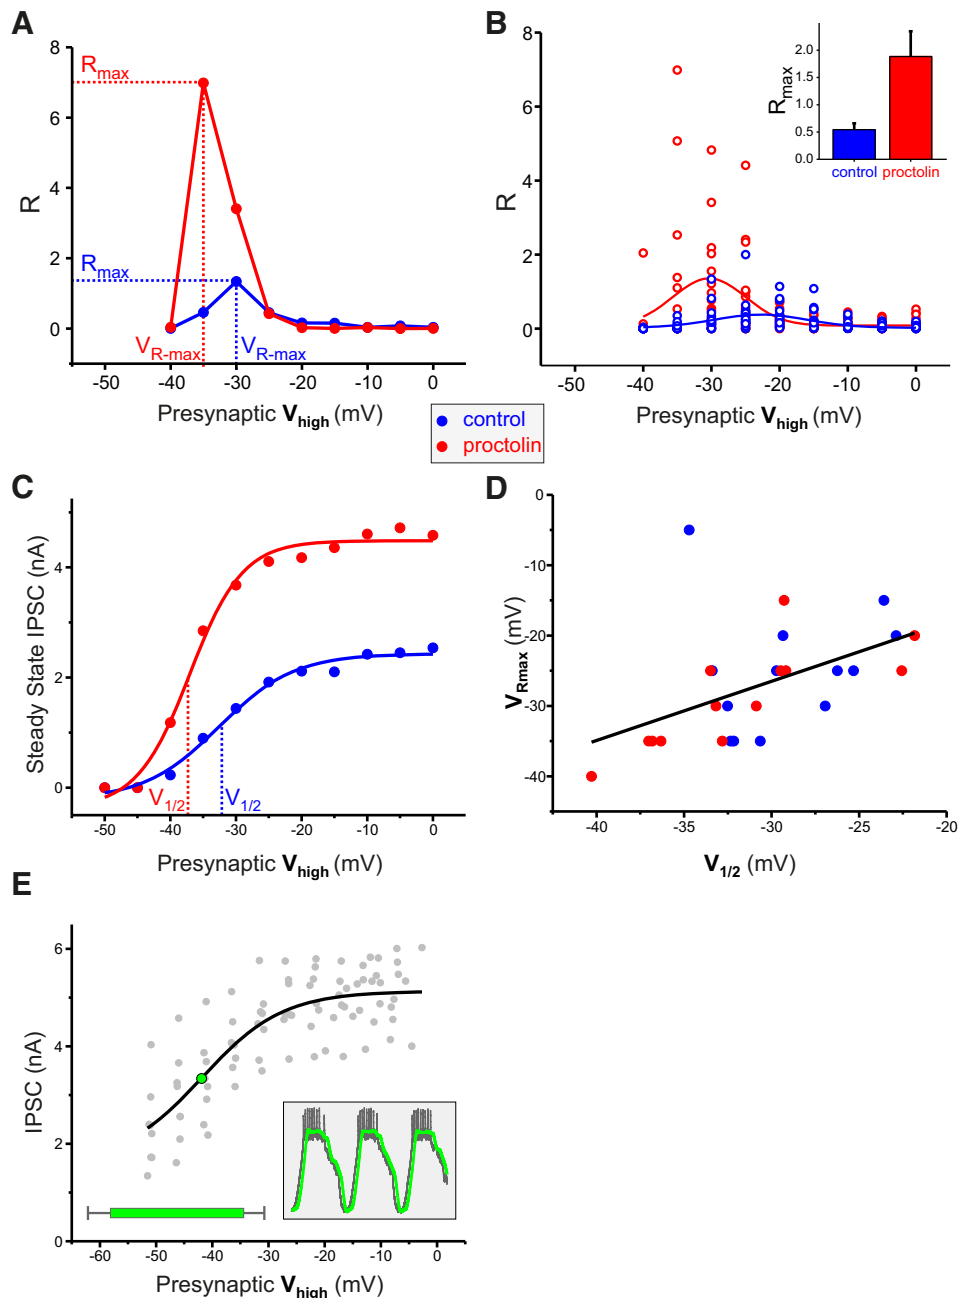 A
R
8
6
4
2
0
Rmax
Rmax
VR-max
VR-max
-50 -40 -30 -20 -10 0
Presynaptic Vhigh (mV)
B
R
8
6
4
2
0
-50 -40 -30 -20 -10 0
Presynaptic Vhigh (mV)
Rmax
2.0
1.5
1.0
0.5
0.0
control proctolin
control
proctolin
C
Steady State IPSC (nA)
4
2
0
V1/2 V1/2
-50 -40 -30 -20 -10 0
Presynaptic Vhigh (mV)
D
VRmax (mV)
0
-10
-20
-30
-40
-40 -35 -30 -25 -20
V1/2 (mV)
E
IPSC (nA)
6
4
2
0
-60 -50 -40 -30 -20 -10 0
Presynaptic Vhigh (mV)